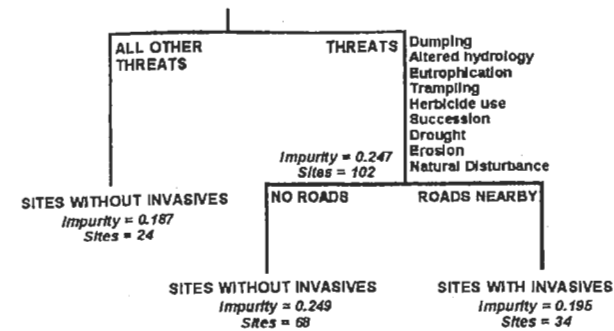 ALL OTHER
THREATS
THREATS
Dumping
Altered hydrology
Eutrophication
Trampling
Herbicide use
Succession
Drought
Erosion
Natural Disturbance
Impurity = 0.247
Sites = 102
SITES WITHOUT INVASIVES
Impurity = 0.187
Sites = 24
NO ROADS
ROADS NEARBY
SITES WITHOUT INVASIVES
Impurity = 0.249
Sites = 68
SITES WITH INVASIVES
Impurity = 0.195
Sites = 34